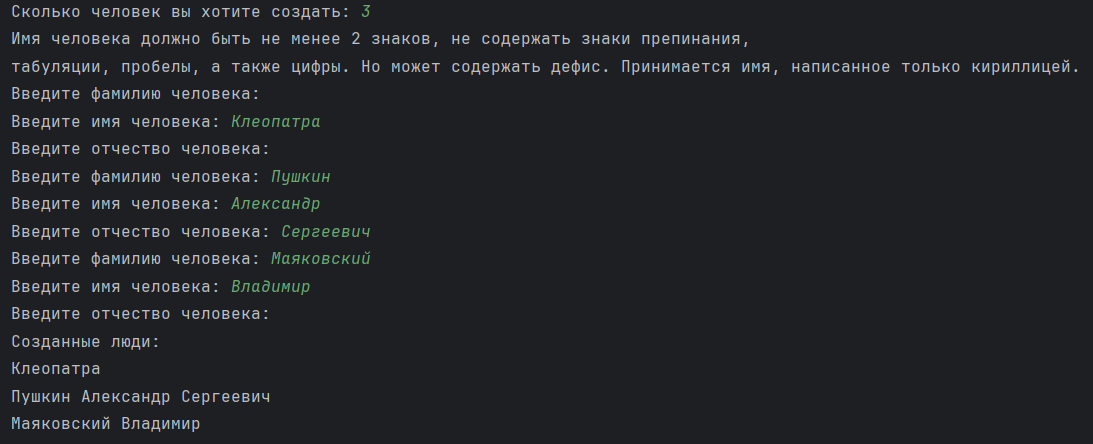 Сколько человек вы хотите создать: 3
Имя человека должно быть не менее 2 знаков, не содержать знаки препинания,
табуляции, пробелы, а также цифры. Но может содержать дефис. Принимается имя, написанное только кириллицей.
Введите фамилию человека:
Введите имя человека: Клеопатра
Введите отчество человека:
Введите фамилию человека: Пушкин
Введите имя человека: Александр
Введите отчество человека: Сергеевич
Введите фамилию человека: Маяковский
Введите имя человека: Владимир
Введите отчество человека:
Созданные люди:
Клеопатра
Пушкин Александр Сергеевич
Маяковский Владимир